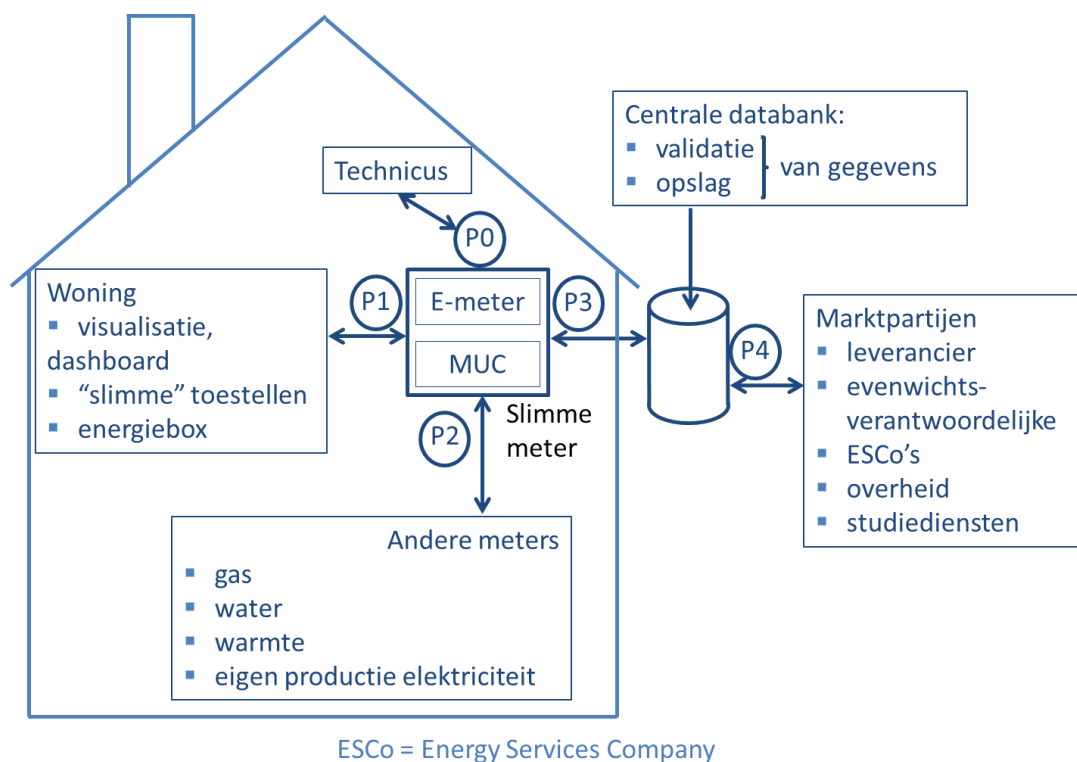 Centrale databank:
▪ validatie
▪ opslag
van gegevens
Technicus
P0
Woning
▪ visualisatie,
dashboard
▪ “slimme” toestellen
▪ energiebox
P1
E-meter
MUC
P3
P2
Slimme
meter
P4
Marktpartijen
▪ leverancier
▪ evenwichts-
verantwoordelijke
▪ ESCo’s
▪ overheid
▪ studiediensten
Andere meters
▪ gas
▪ water
▪ warmte
▪ eigen productie elektriciteit
ESCo = Energy Services Company